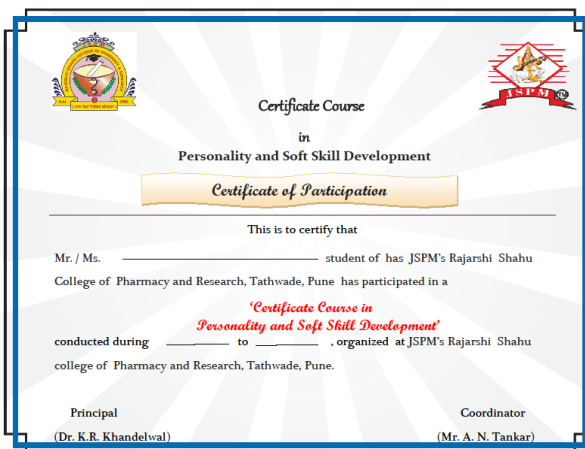 JSPM
Certificate Course
in
Personality and Soft Skill Development
Certificate of Participation
This is to certify that
Mr. / Ms. student of has JSPM's Rajarshi Shahu
College of Pharmacy and Research, Tathwade, Pune has participated in a
'Certificate Course in
Personality and Soft Skill Development'
conducted during to , organized at JSPM's Rajarshi Shahu
college of Pharmacy and Research, Tathwade, Pune.
Principal Coordinator
(Dr. K.R. Khandelwal) (Mr. A. N. Tankar)